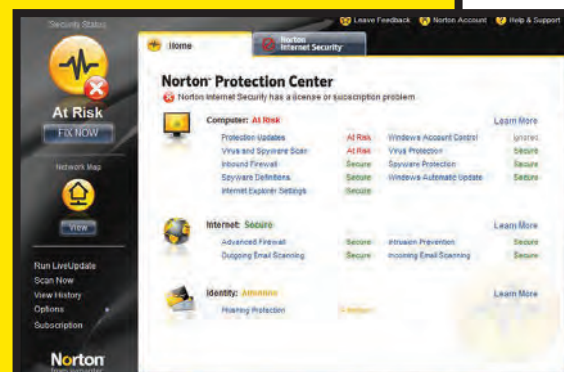 Security Status
Leave Feedback Norton Account Help & Support
Home
Norton Internet Security
At Risk
FIX NOW
Network Map
View
Run LiveUpdate
Scan Now
View History
Options
Subscription
Norton
from symantec
Norton Protection Center
Norton Internet Security has a license or subscription problem
Computer: At Risk Learn More
Protection Updates At Risk Windows Account Control Ignored
Virus and Spyware Scan At Risk Virus Protection Secure
Inbound Firewall Secure Spyware Protection Secure
Spyware Definitions Secure Windows Automatic Update Secure
Internet Explorer Settings Secure
Internet: Secure Learn More
Advanced Firewall Secure Intrusion Prevention Secure
Outgoing Email Scanning Secure Incoming Email Scanning Secure
Identity: Learn More
Phishing Protection